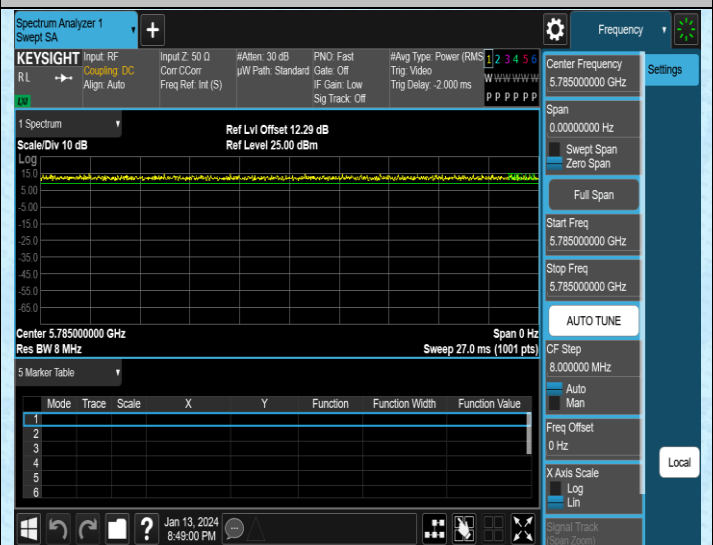 Spectrum Analyzer 1
Swept SA
+
Frequency
KEYSIGHT
RL
LXI
Input: RF
Coupling: DC
Align: Auto
Input Z: 50 Ω
Corr CCorr
Freq Ref: Int (S)
#Atten: 30 dB
µW Path: Standard
PNO: Fast
Gate: Off
IF Gain: Low
Sig Track: Off
#Avg Type: Power (RMS
Trig: Video
Trig Delay: -2.000 ms
1 2 3 4 5 6
W W W W W W
P P P P P P
Center Frequency
5.785000000 GHz
Settings
Span
0.00000000 Hz
Swept Span
Zero Span
Full Span
Start Freq
5.785000000 GHz
Stop Freq
5.785000000 GHz
AUTO TUNE
CF Step
8.000000 MHz
Auto
Man
Freq Offset
0 Hz
X Axis Scale
Log
Lin
Signal Track
(Span Zoom)
Local
1 Spectrum
Scale/Div 10 dB
Ref Lvl Offset 12.29 dB
Ref Level 25.00 dBm
Log
15.0
5.00
-5.00
-15.0
-25.0
-35.0
-45.0
-55.0
-65.0
Center 5.785000000 GHz
Span 0 Hz
Res BW 8 MHz
Sweep 27.0 ms (1001 pts)
5 Marker Table
Mode Trace Scale X Y Function Function Width Function Value
1
2
3
4
5
6
?
Jan 13, 2024
8:49:00 PM